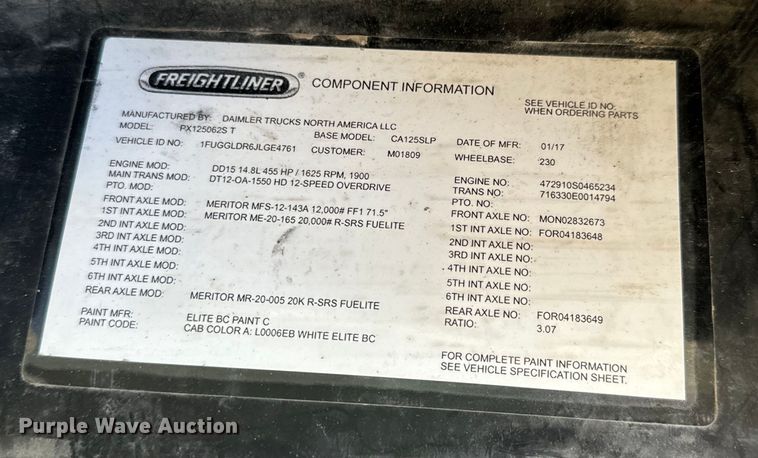 FREIGHTLINER ® COMPONENT INFORMATION
SEE VEHICLE ID NO.
WHEN ORDERING PARTS
MANUFACTURED BY: DAIMLER TRUCKS NORTH AMERICA LLC
MODEL: PX125062S T BASE MODEL: CA125SLP DATE OF MFR: 01/17
VEHICLE ID NO: 1FUGGLDR6JLGE4761 CUSTOMER: M01809 WHEELBASE: 230
ENGINE MOD: DD15 14.8L 455 HP / 1625 RPM, 1900 ENGINE NO: 472910S0465234
MAIN TRANS MOD: DT12-OA-1550 HD 12-SPEED OVERDRIVE TRANS NO: 716330E0014794
PTO. MOD: PTO. NO:
FRONT AXLE MOD: MERITOR MFS-12-143A 12,000# FF1 71.5" FRONT AXLE NO: MON02832673
1ST INT AXLE MOD: MERITOR ME-20-165 20,000# R-SRS FUELITE 1ST INT AXLE NO: FOR04183648
2ND INT AXLE MOD: 2ND INT AXLE NO:
3RD INT AXLE MOD: 3RD INT AXLE NO:
4TH INT AXLE MOD: 4TH INT AXLE NO:
5TH INT AXLE MOD: 5TH INT AXLE NO:
6TH INT AXLE MOD: 6TH INT AXLE NO:
REAR AXLE MOD: MERITOR MR-20-005 20K R-SRS FUELITE REAR AXLE NO: FOR04183649
RATIO: 3.07
PAINT MFR: ELITE BC PAINT C
PAINT CODE: CAB COLOR A: L0006EB WHITE ELITE BC
FOR COMPLETE PAINT INFORMATION
SEE VEHICLE SPECIFICATION SHEET.
Purple Wave Auction